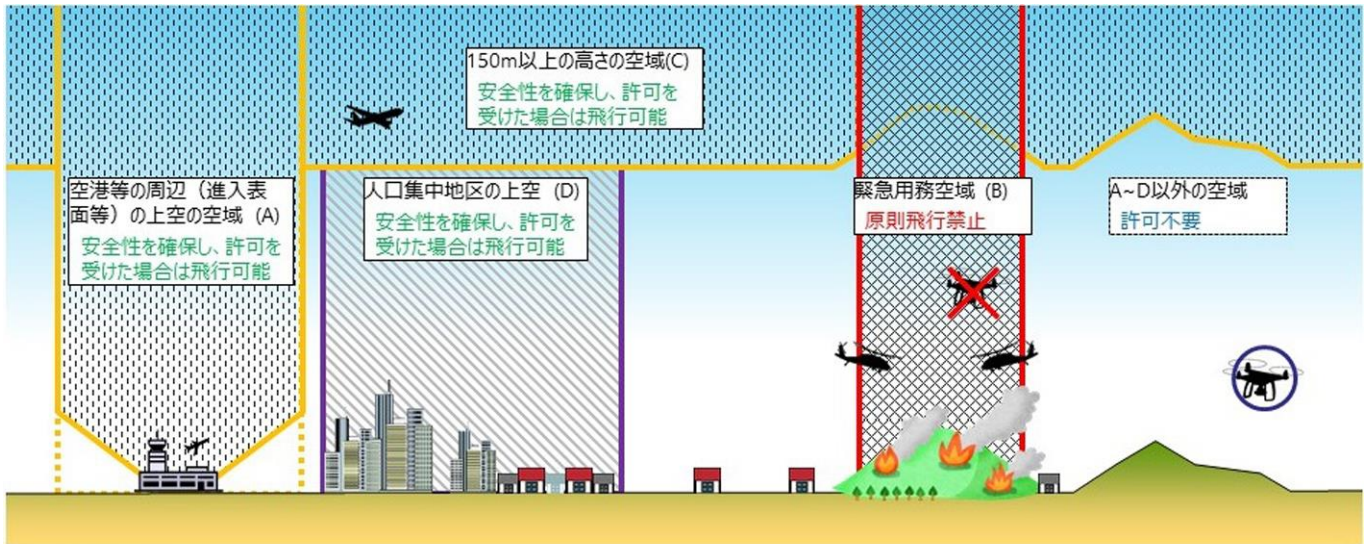 150m以上の高さの空域(C)
安全性を確保し、許可を
受けた場合は飛行可能
空港等の周辺（進入表
面等）の上空の空域 (A)
安全性を確保し、許可を
受けた場合は飛行可能
人口集中地区の上空 (D)
安全性を確保し、許可を
受けた場合は飛行可能
緊急用務空域 (B)
原則飛行禁止
A~D以外の空域
許可不要